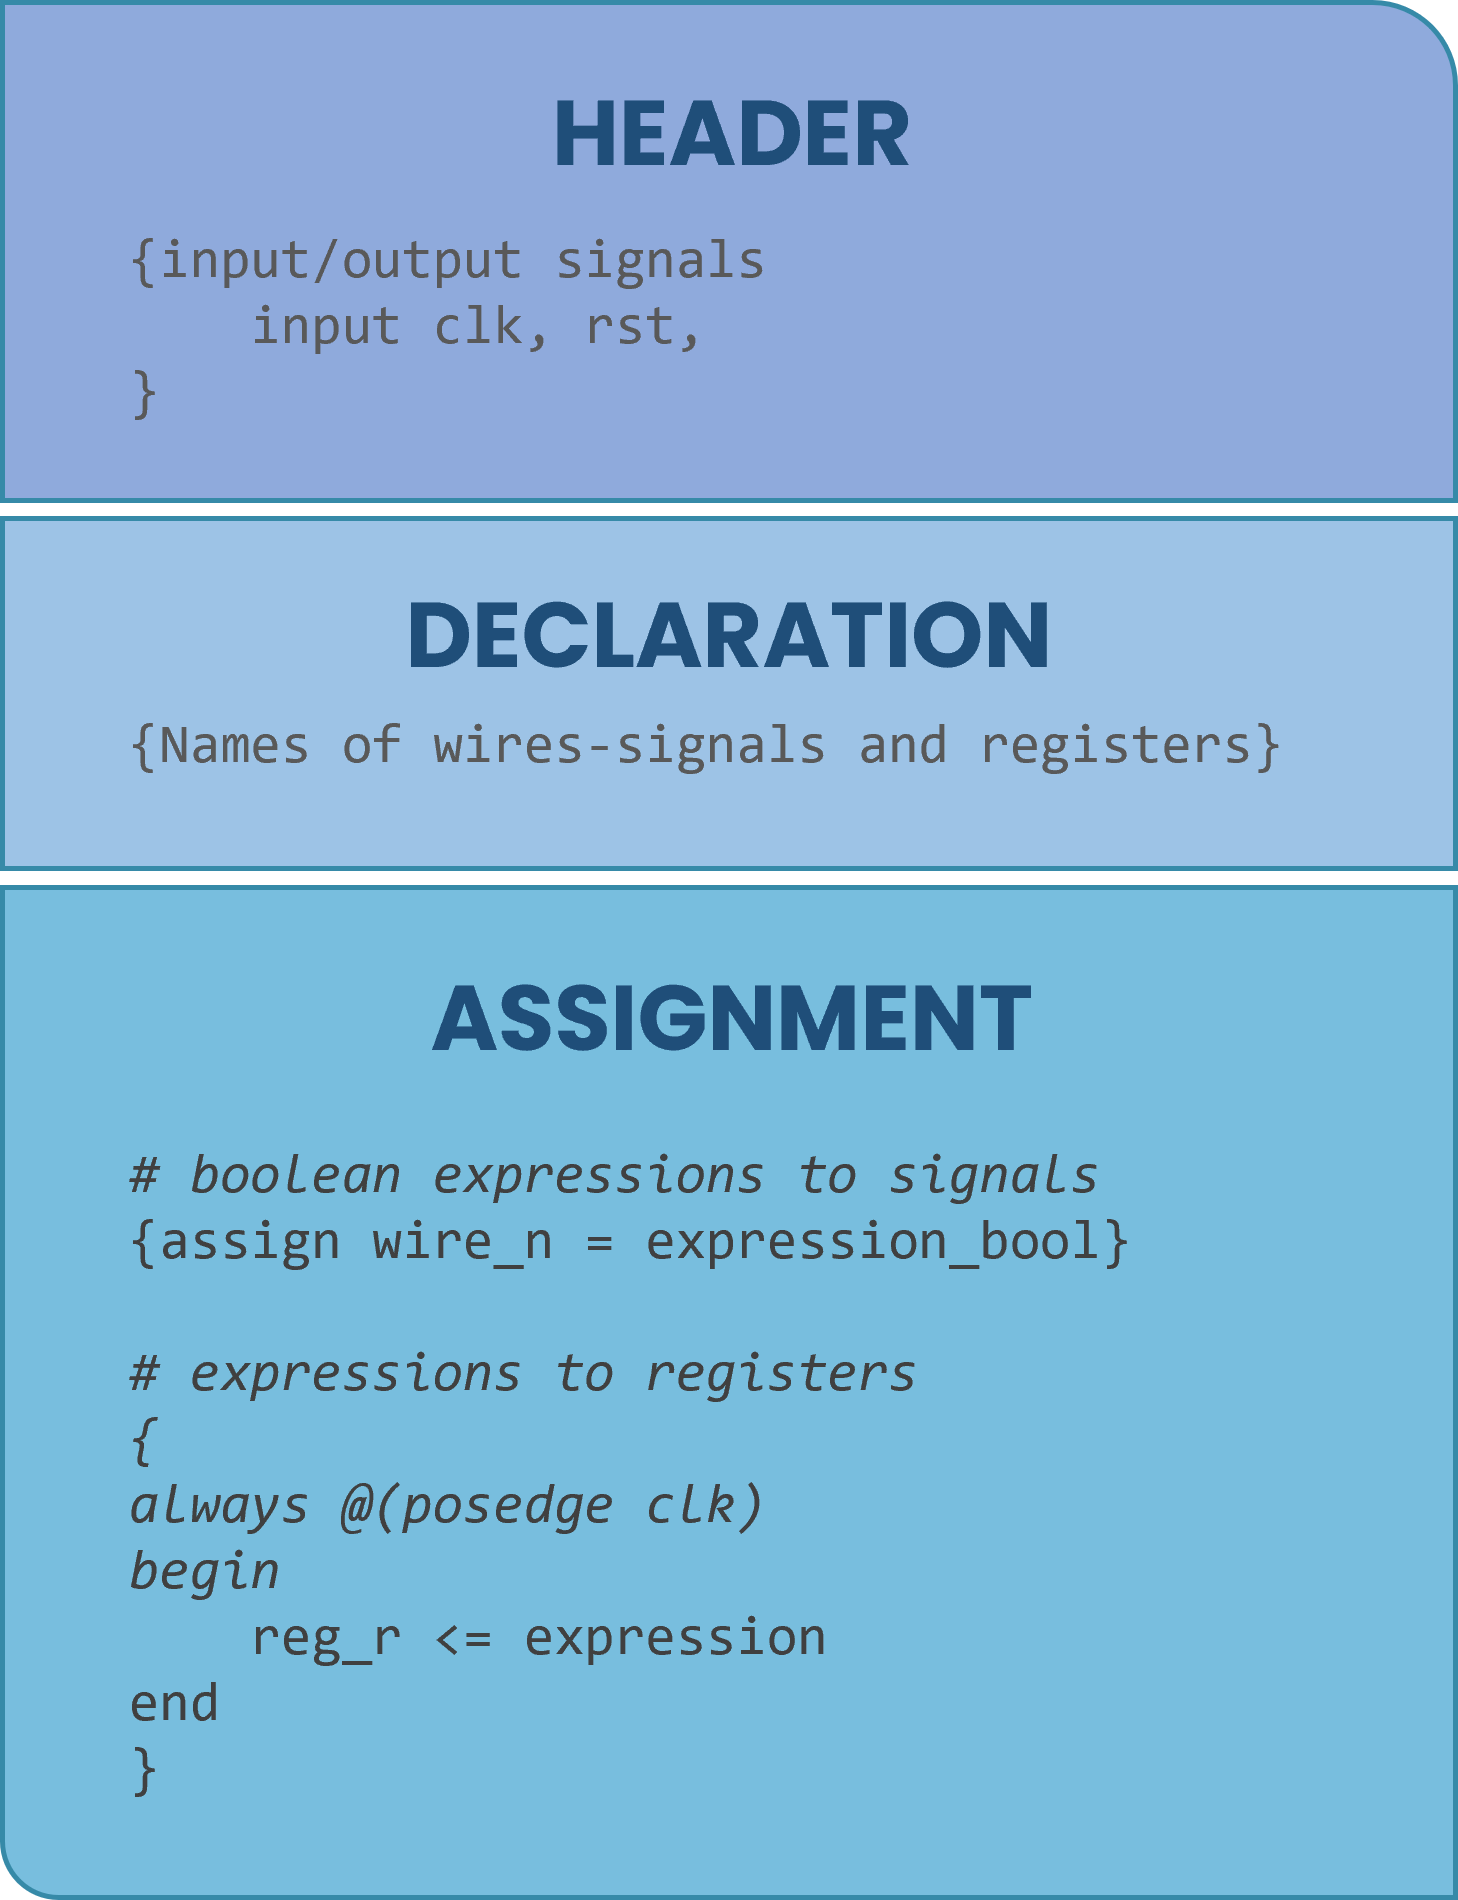 HEADER
{input/output signals
    input clk, rst,
}
DECLARATION
{Names of wires-signals and registers}
ASSIGNMENT
# boolean expressions to signals
{assign wire_n = expression_bool}
# expressions to registers
{
always @(posedge clk)
begin
    reg_r <= expression
end
}